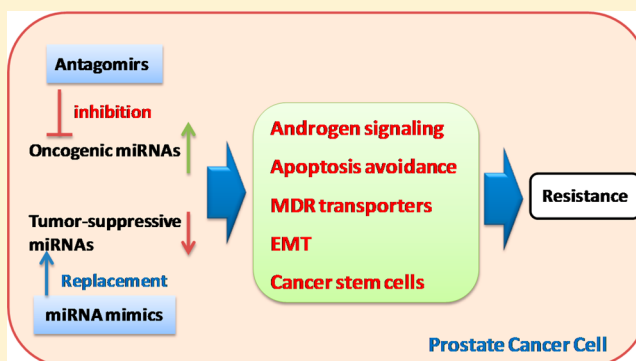 Antagomirs
inhibition
Oncogenic miRNAs
Tumor-suppressive
miRNAs
Replacement
miRNA mimics
Androgen signaling
Apoptosis avoidance
MDR transporters
EMT
Cancer stem cells
Resistance
Prostate Cancer Cell